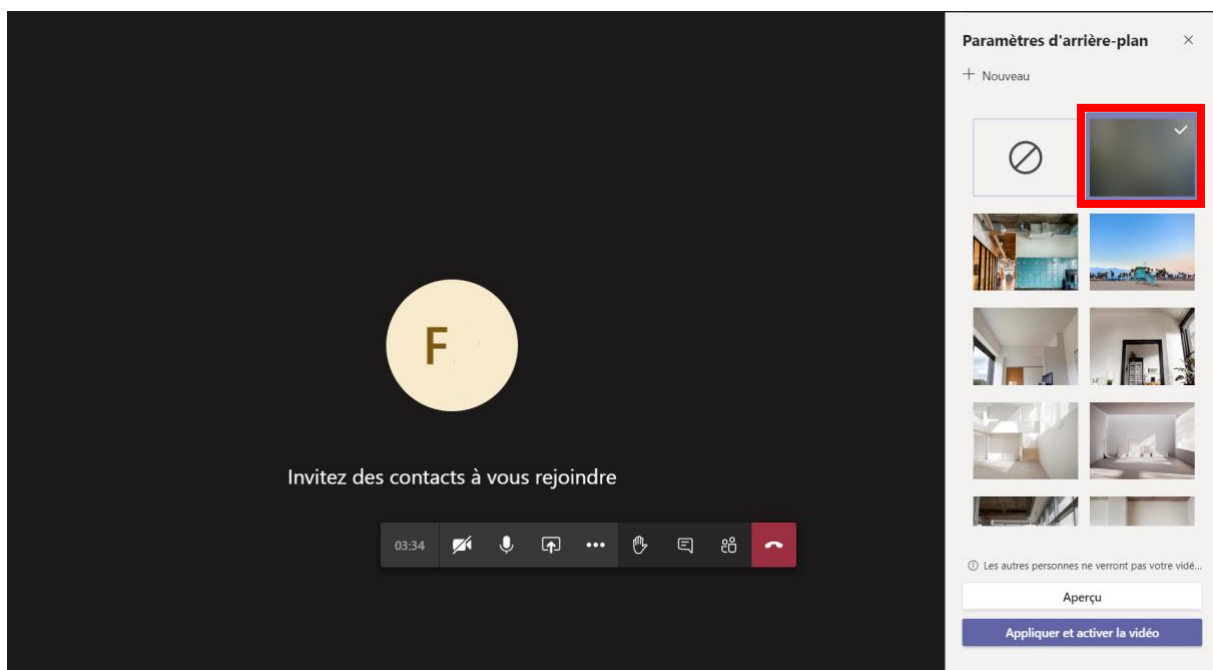 Paramètres d'arrière-plan
Nouveau
F
Invitez des contacts à vous rejoindre
03:34
Les autres personnes ne verront pas votre vidé...
Aperçu
Appliquer et activer la vidéo